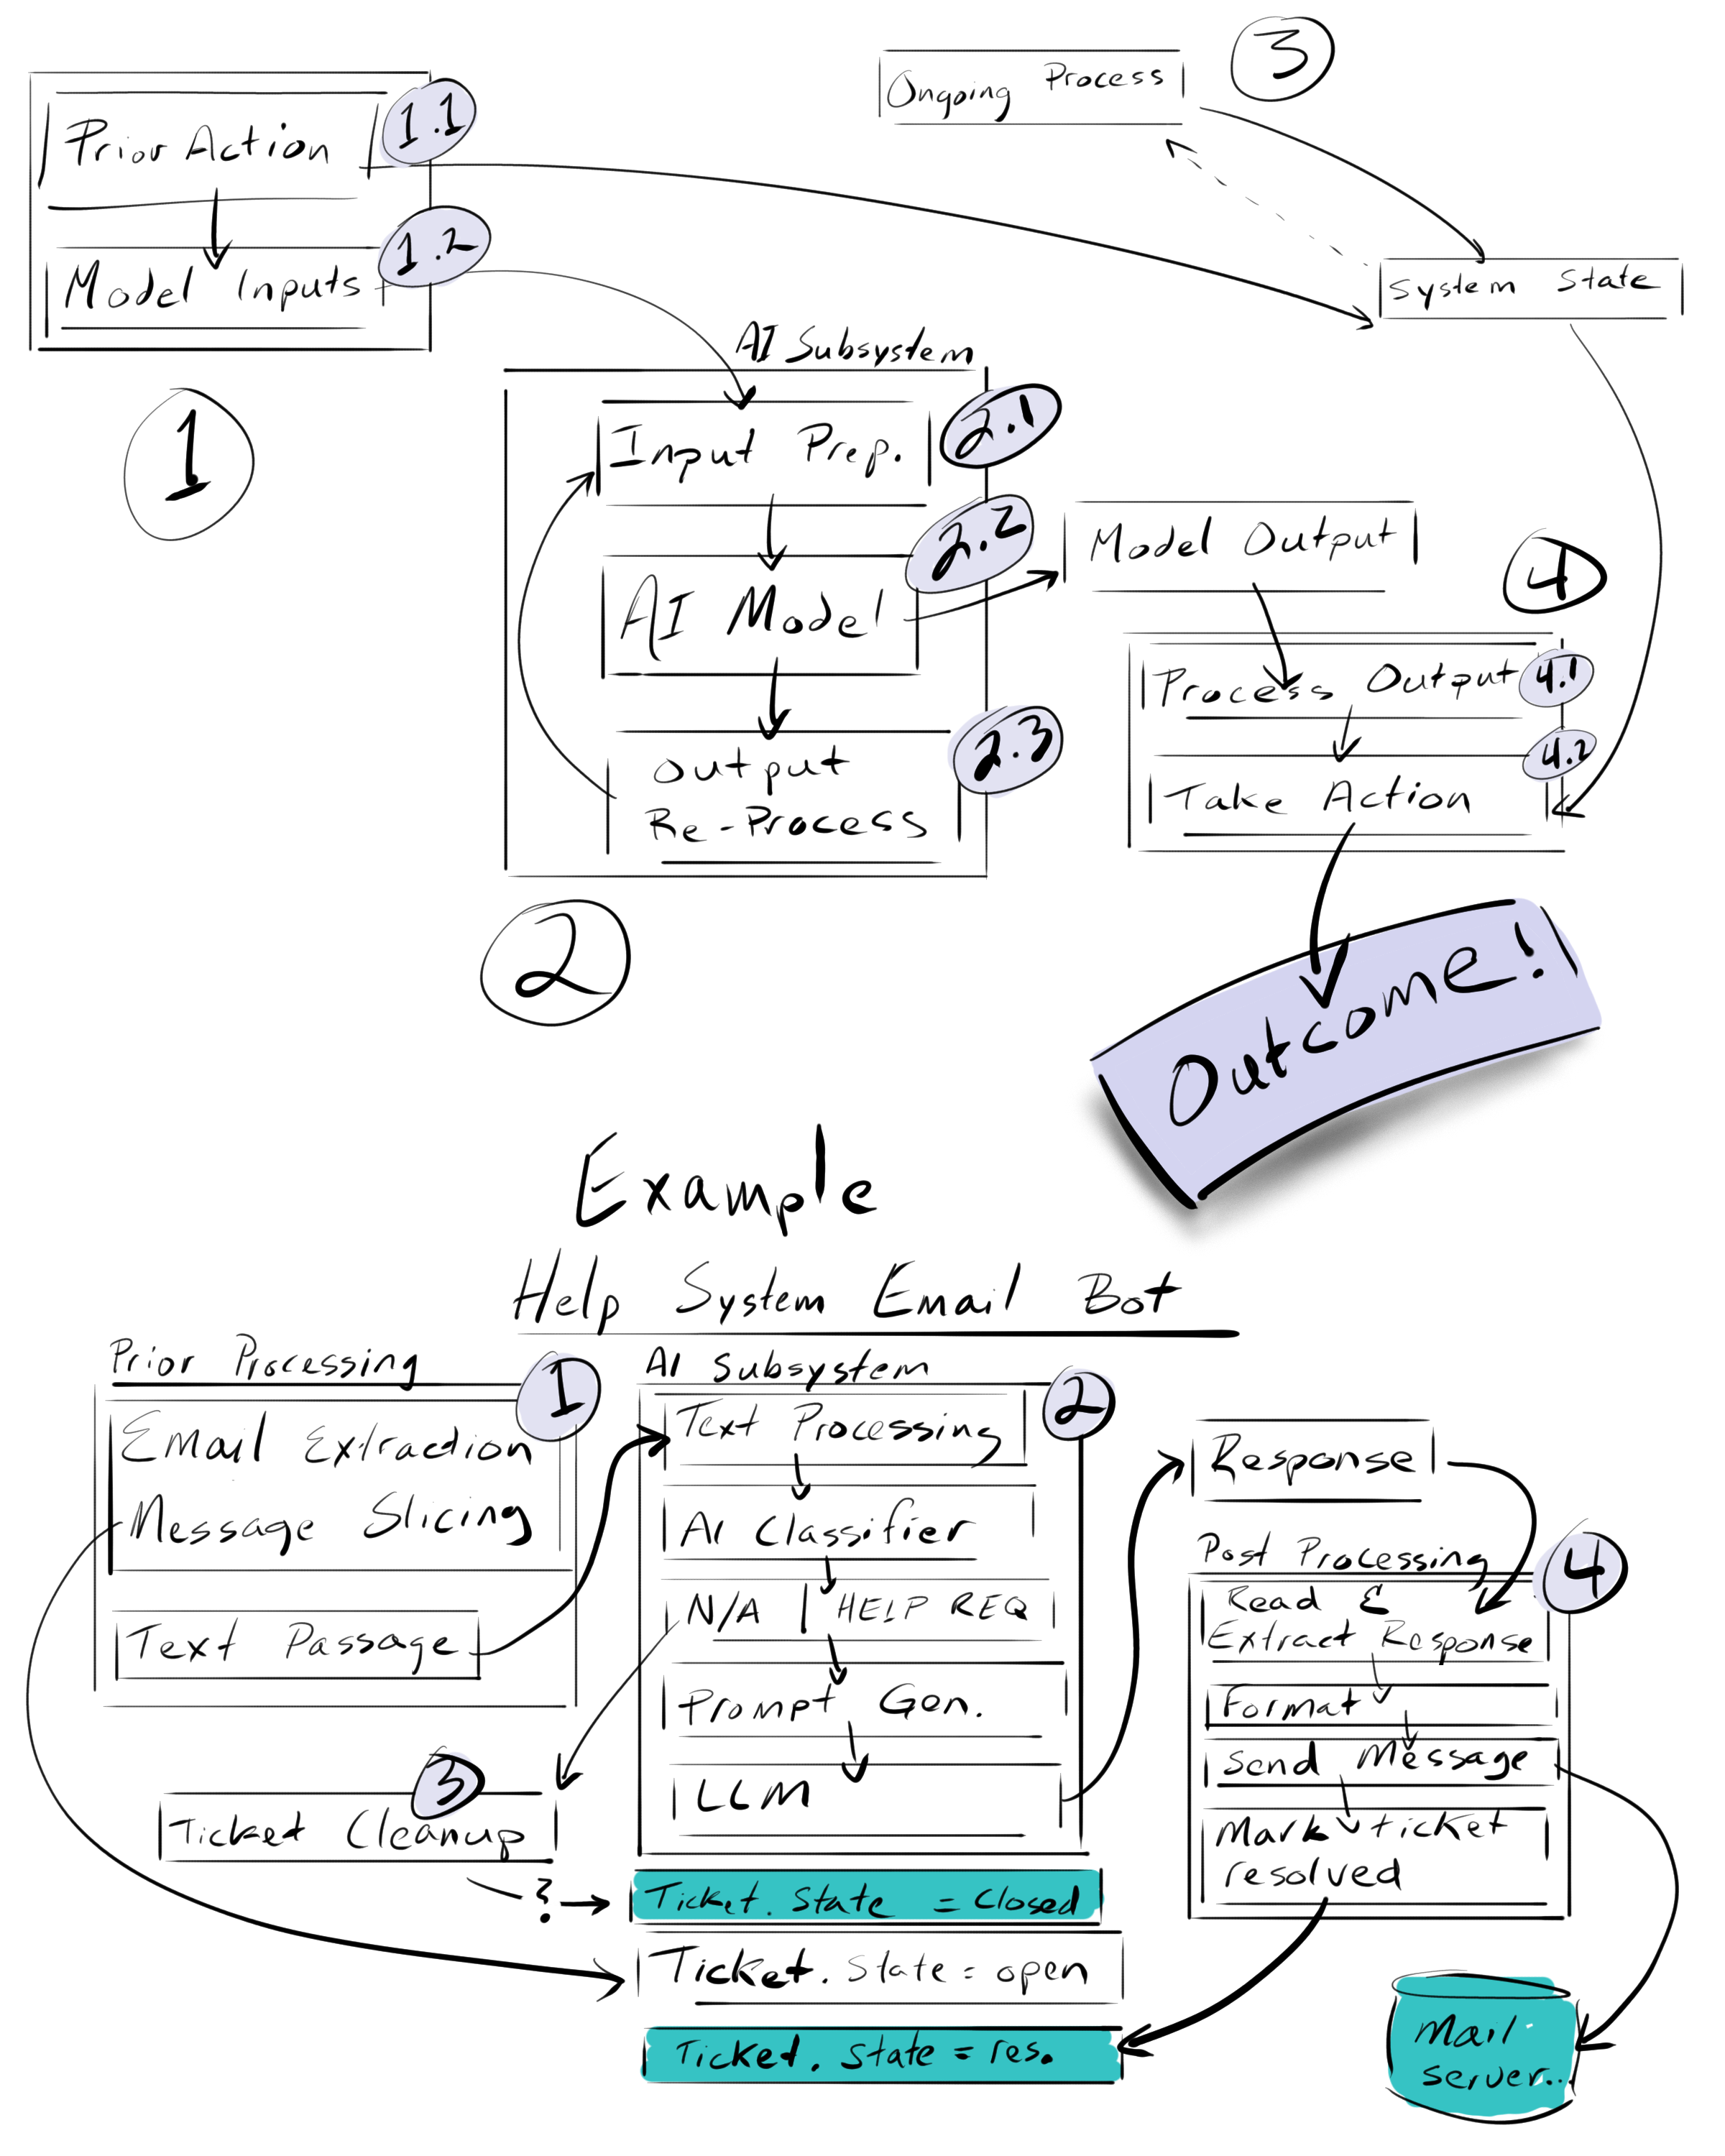 3
Ongoing Process
1.1
Prior Action
1.2
Model Inputs
System State
1
AI Subsystem
2.1
Input Prep.
2.2
Model Output
AI Model
4
Process Output
4.1
2.3
4.2
Output
Re-Process
Take Action
2
Outcome!
Example
Help System Email Bot
Prior Processing
1
Email Extraction
Message Slicing
Text Passage
AI Subsystem
2
Text Processing
AI Classifier
N/A | HELP REQ
Prompt Gen.
LLM
Response
Post Processing
4
Read &
Extract Response
Format
Send Message
Mark ticket
resolved
3
Ticket Cleanup
?
Ticket. State = Closed
Ticket. State = open
Ticket. State = res.
Mail
server...